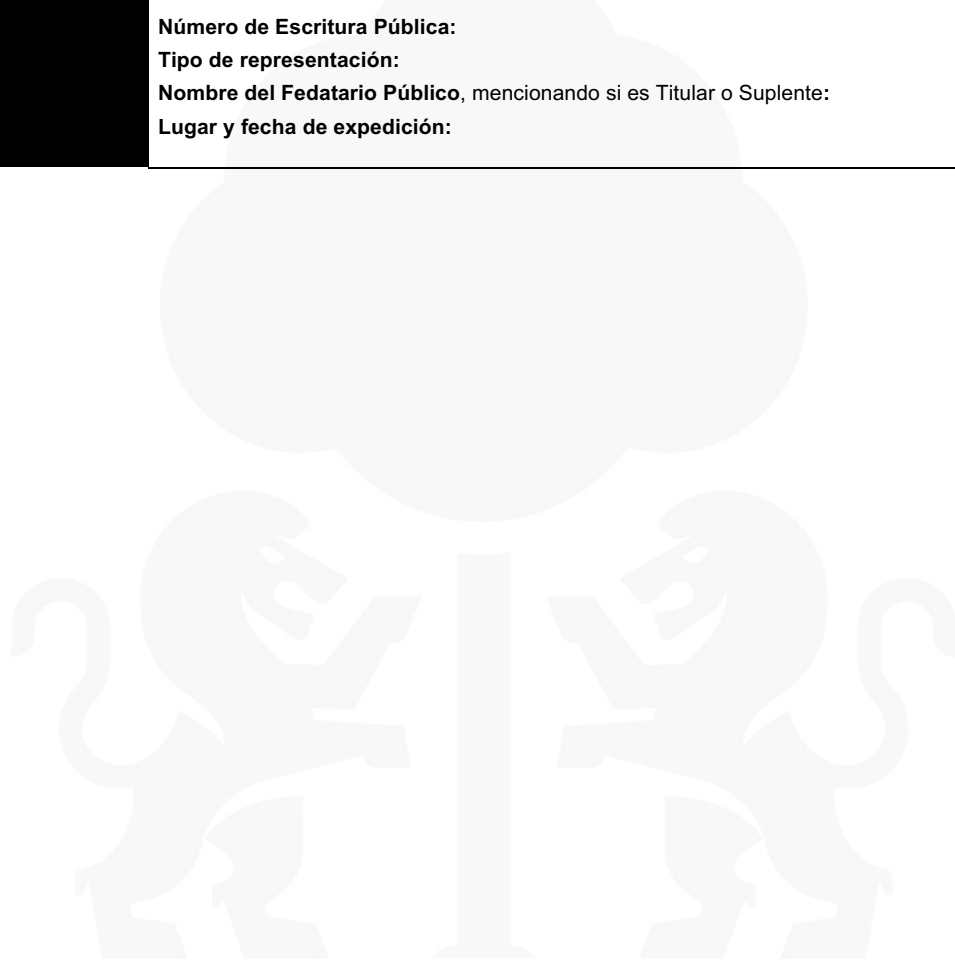 Número de Escritura Pública:
Tipo de representación:
Nombre del Fedatario Público, mencionando si es Titular o Suplente:
Lugar y fecha de expedición: